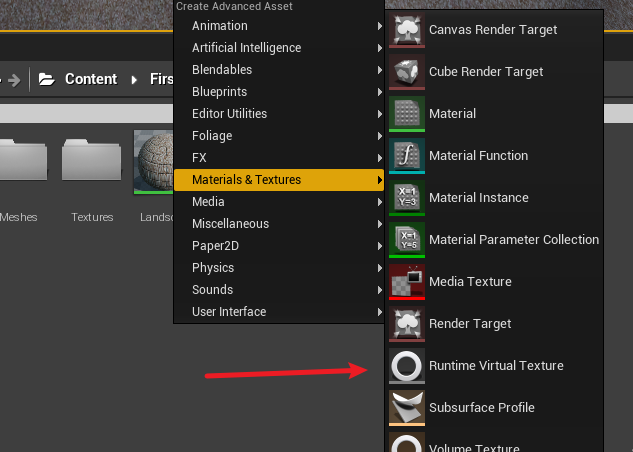 Create Advanced Asset
Animation
Artificial Intelligence
Blendables
Blueprints
Editor Utilities
Foliage
FX
Materials & Textures
Media
Miscellaneous
Paper2D
Physics
Sounds
User Interface
Canvas Render Target
Cube Render Target
Material
Material Function
Material Instance
X=1
Y=3
Material Parameter Collection
X=1
Y=5
Media Texture
Render Target
Runtime Virtual Texture
Subsurface Profile
Volume Texture
Content
Firs
Meshes
Textures
Lands